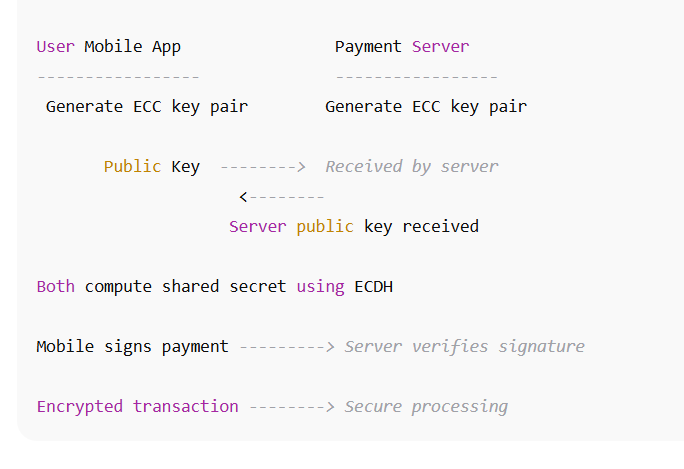 User Mobile App                Payment Server
-----------------              -----------------
 Generate ECC key pair        Generate ECC key pair
       Public Key  -------->  Received by server
                     <--------
                    Server public key received
Both compute shared secret using ECDH
Mobile signs payment ---------> Server verifies signature
Encrypted transaction --------> Secure processing